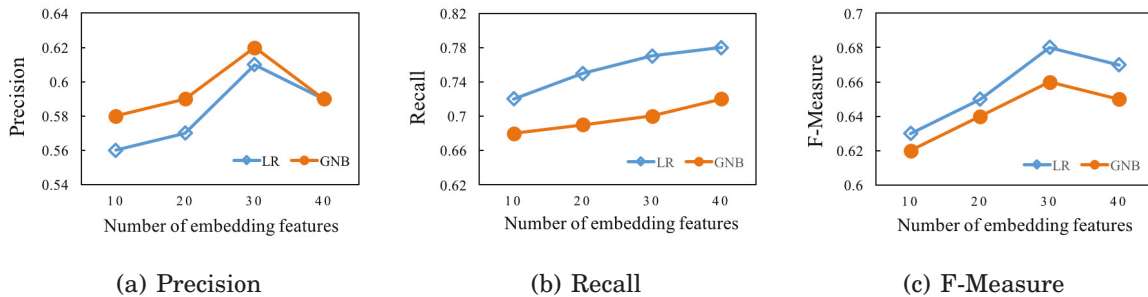 Precision
0.66
0.64
0.62
0.6
0.58
0.56
0.54
LR GNB
10 20 30 40
Number of embedding features
(a) Precision
Recall
0.82
0.78
0.74
0.7
0.66
0.62
LR GNB
10 20 30 40
Number of embedding features
(b) Recall
F-Measure
0.7
0.68
0.66
0.64
0.62
0.6
LR GNB
10 20 30 40
Number of embedding features
(c) F-Measure